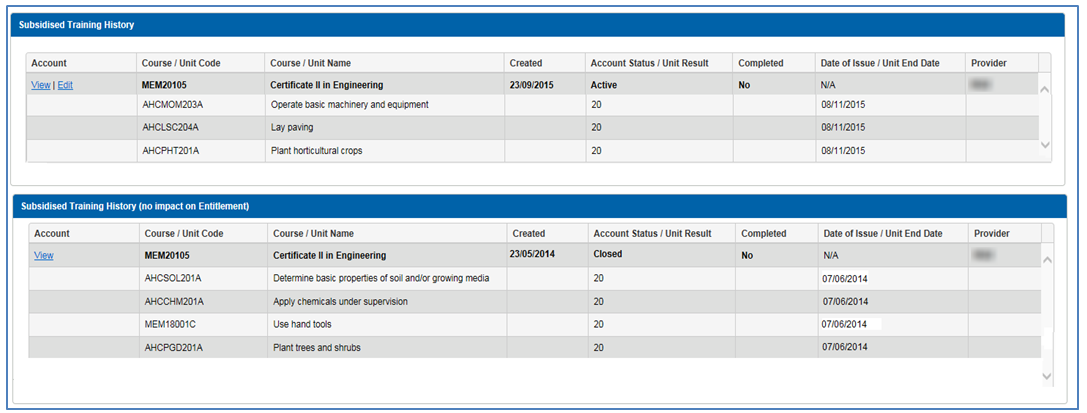 Subsidised Training History
Account Course / Unit Code Course / Unit Name Created Account Status / Unit Result Completed Date of Issue / Unit End Date Provider
View | Edit MEM20105 Certificate II in Engineering 23/09/2015 Active No N/A
AHCMOM203A Operate basic machinery and equipment 20 08/11/2015
AHCLSC204A Lay paving 20 08/11/2015
AHCPHT201A Plant horticultural crops 20 08/11/2015
Subsidised Training History (no impact on Entitlement)
Account Course / Unit Code Course / Unit Name Created Account Status / Unit Result Completed Date of Issue / Unit End Date Provider
View MEM20105 Certificate II in Engineering 23/05/2014 Closed No N/A
AHCSOL201A Determine basic properties of soil and/or growing media 20 07/06/2014
AHCCHM201A Apply chemicals under supervision 20 07/06/2014
MEM18001C Use hand tools 20 07/06/2014
AHCPGD201A Plant trees and shrubs 20 07/06/2014